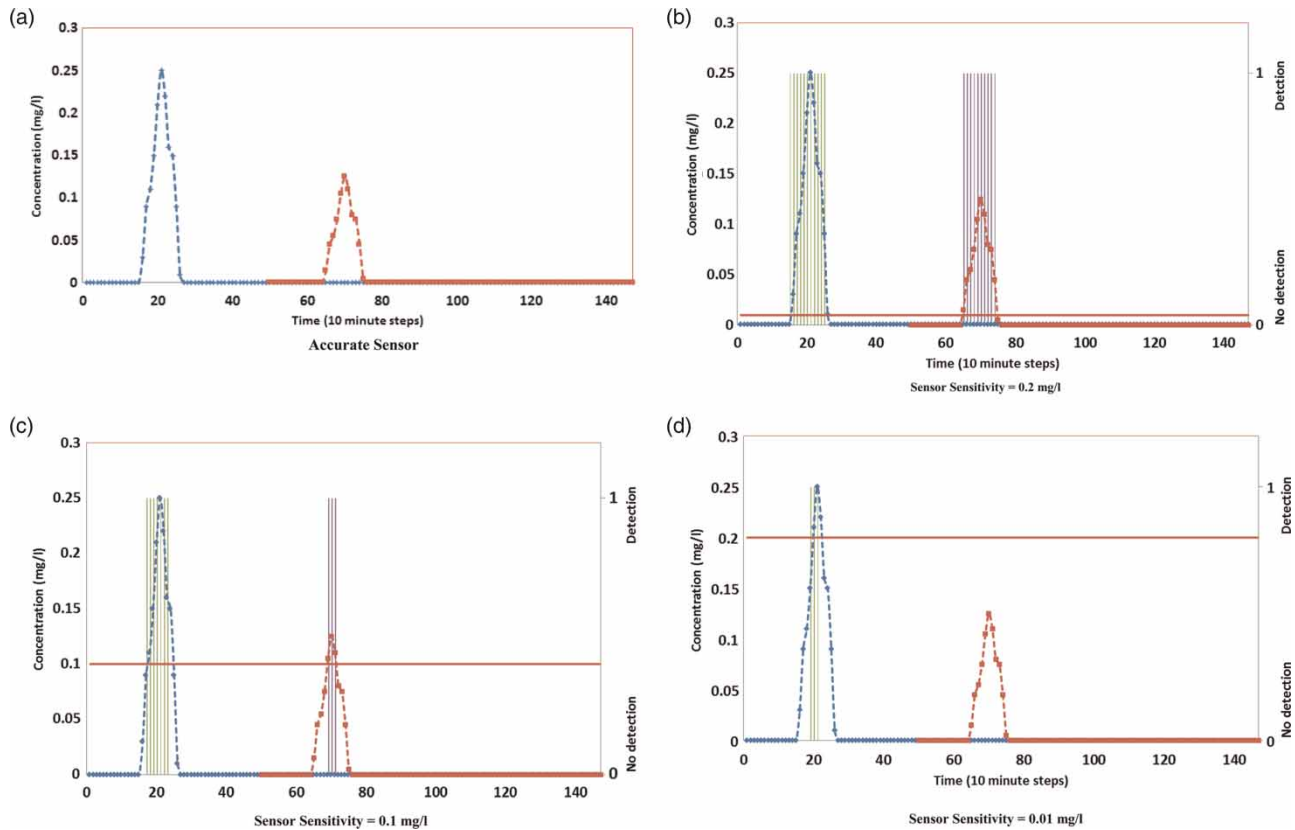 (a)
0.3
0.25
0.2
0.15
0.1
0.05
0
Concentration (mg/l)
0 20 40 60 80 100 120 140
Time (10 minute steps)
Accurate Sensor
(b)
0.3
0.25
0.2
0.15
0.1
0.05
0
Concentration (mg/l)
1
0
Detction
No detection
0 20 40 60 80 100 120 140
Time (10 minute steps)
Sensor Sensitivity = 0.2 mg/l
(c)
0.3
0.25
0.2
0.15
0.1
0.05
0
Concentration (mg/l)
1
0
Detection
No detection
0 20 40 60 80 100 120 140
Sensor Sensitivity = 0.1 mg/l
(d)
0.3
0.25
0.2
0.15
0.1
0.05
0
Concentration (mg/l)
1
0
Detection
No detection
0 20 40 60 80 100 120 140
Time (10 minute steps)
Sensor Sensitivity = 0.01 mg/l